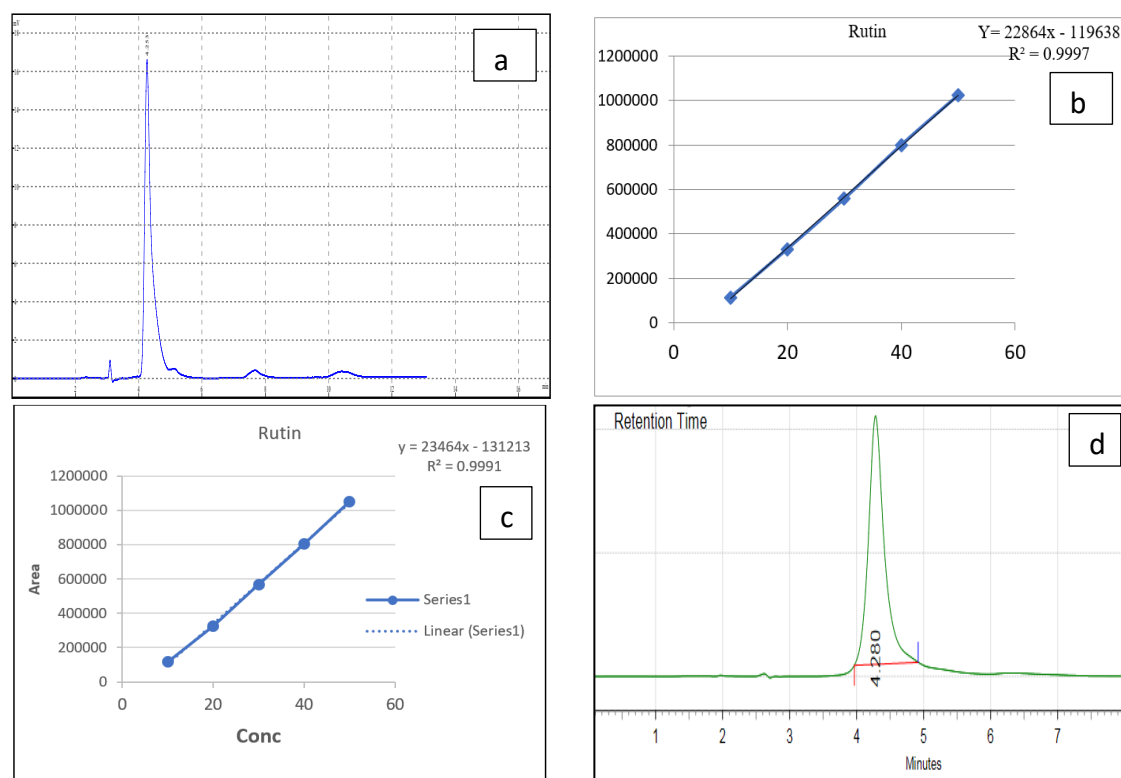 a
Rutin
Y= 22864x - 119638
R² = 0.9997
b
1200000
1000000
800000
600000
400000
200000
0
0 20 40 60
Rutin
y = 23464x - 131213
R² = 0.9991
c
1200000
1000000
800000
600000
400000
200000
0
Area
Series1
Linear (Series1)
0 20 40 60
Conc
Retention Time
d
4.280
1 2 3 4 5 6 7
Minutes